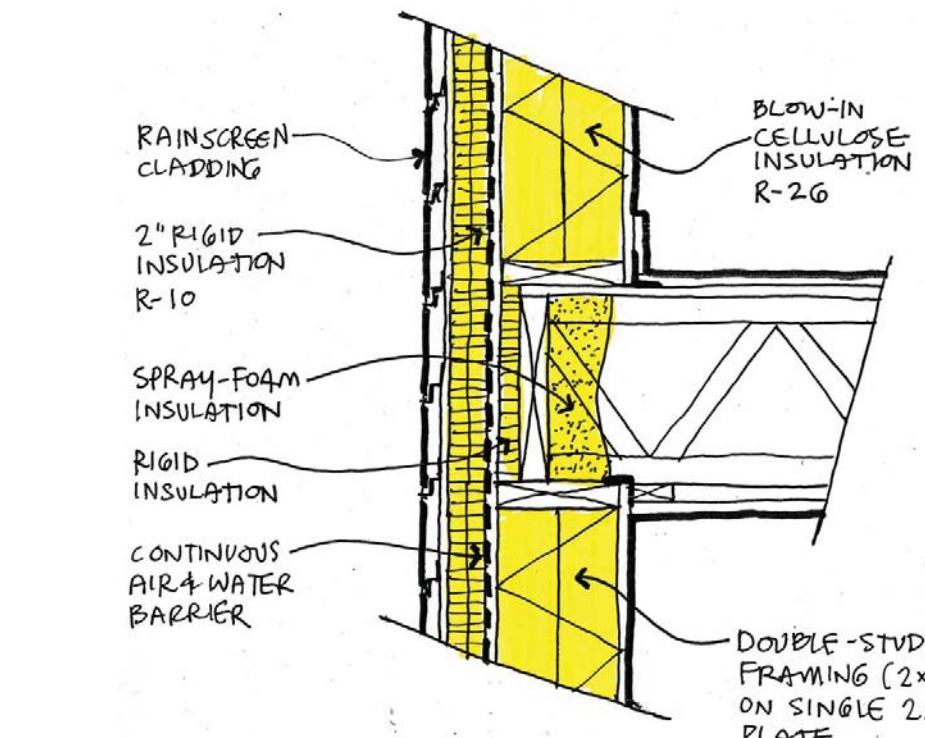 RAINSCREEN
CLADDING
2" RIGID
INSULATION
R-10
SPRAY-FOAM
INSULATION
RIGID
INSULATION
CONTINUOUS
AIR & WATER
BARRIER
BLOW-IN
CELLULOSE
INSULATION
R-26
DOUBLE-STUD
FRAMING (2x
ON SINGLE 2
PLATE